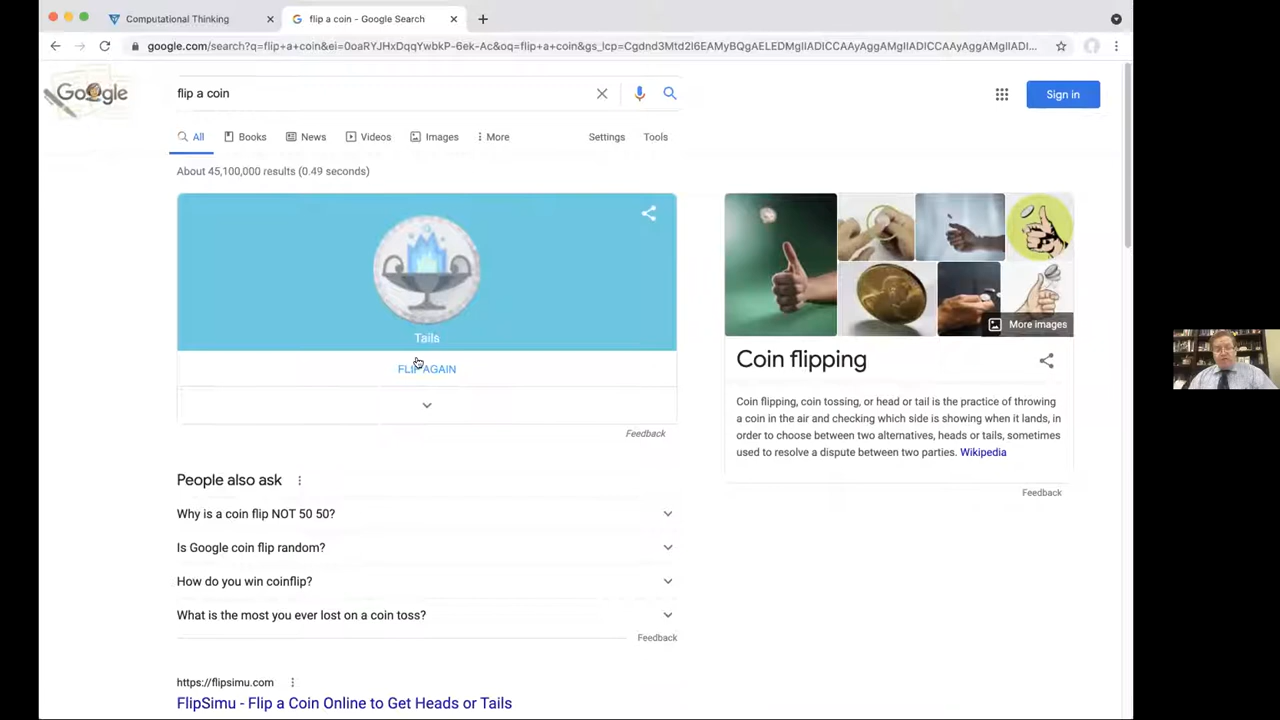 Computational Thinking
flip a coin - Google Search
google.com/search?q=flip+a+coin&ei=0oaRYJHxDqqYwbkP-6ek-Ac&oq=flip+a+coin&gs_lcp=Cgdnd3Mtd2l6EAMyBQgAELEDMgIIADICCAAyAggAMgIIADICCAAyAggAMgIIADI...
Google
flip a coin
Sign in
All
Books
News
Videos
Images
More
Settings
Tools
About 45,100,000 results (0.49 seconds)
Tails
FLIP AGAIN
Feedback
More images
Coin flipping
Coin flipping, coin tossing, or head or tail is the practice of throwing
a coin in the air and checking which side is showing when it lands, in
order to choose between two alternatives, heads or tails, sometimes
used to resolve a dispute between two parties. Wikipedia
Feedback
People also ask
Why is a coin flip NOT 50 50?
Is Google coin flip random?
How do you win coinflip?
What is the most you ever lost on a coin toss?
Feedback
https://flipsimu.com
FlipSimu - Flip a Coin Online to Get Heads or Tails